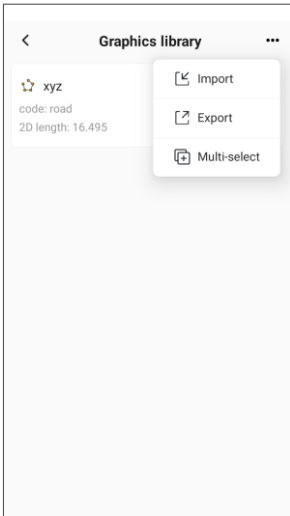 Graphics library
xyz
code: road
2D length: 16.495
Import
Export
Multi-select